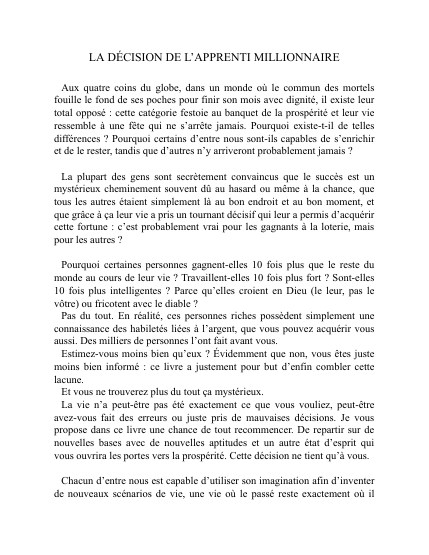 LA DÉCISION DE L’APPRENTI MILLIONNAIRE
Aux quatre coins du globe, dans un monde où le commun des mortels
fouille le fond de ses poches pour finir son mois avec dignité, il existe leur
total opposé : cette catégorie festoie au banquet de la prospérité et leur vie
ressemble à une fête qui ne s’arrête jamais. Pourquoi existe-t-il de telles
différences ? Pourquoi certains d’entre nous sont-ils capables de s’enrichir
et de le rester, tandis que d’autres n’y arriveront probablement jamais ?
La plupart des gens sont secrètement convaincus que le succès est un
mystérieux cheminement souvent dû au hasard ou même à la chance, que
tous les autres étaient simplement là au bon endroit et au bon moment, et
que grâce à ça leur vie a pris un tournant décisif qui leur a permis d’acquérir
cette fortune : c’est probablement vrai pour les gagnants à la loterie, mais
pour les autres ?
Pourquoi certaines personnes gagnent-elles 10 fois plus que le reste du
monde au cours de leur vie ? Travaillent-elles 10 fois plus fort ? Sont-elles
10 fois plus intelligentes ? Parce qu’elles croient en Dieu (le leur, pas le
vôtre) ou fricotent avec le diable ?
Pas du tout. En réalité, ces personnes riches possèdent simplement une
connaissance des habiletés liées à l’argent, que vous pouvez acquérir vous
aussi. Des milliers de personnes l’ont fait avant vous.
Estimez-vous moins bien qu’eux ? Évidemment que non, vous êtes juste
moins bien informé : ce livre a justement pour but d’enfin combler cette
lacune.
Et vous ne trouverez plus du tout ça mystérieux.
La vie n’a peut-être pas été exactement ce que vous vouliez, peut-être
avez-vous fait des erreurs ou juste pris de mauvaises décisions. Je vous
propose dans ce livre une chance de tout recommencer. De repartir sur de
nouvelles bases avec de nouvelles aptitudes et un autre état d’esprit qui
vous ouvrira les portes vers la prospérité. Cette décision ne tient qu’à vous.
Chacun d’entre nous est capable d’utiliser son imagination afin d’inventer
de nouveaux scénarios de vie, une vie où le passé reste exactement où il